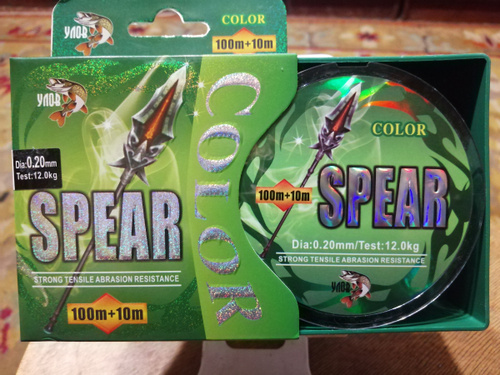 УЛОВ
COLOR
100m+10m
УЛОВ
Dia:0.20mm
Test:12.0kg
SPEAR
STRONG TENSILE ABRASION RESISTANCE
100m+10m
COLOR
COLOR
100m+10m
SPEAR
Dia:0.20mm/Test:12.0kg
STRONG TENSILE ABRASION RESISTANCE
УЛОВ